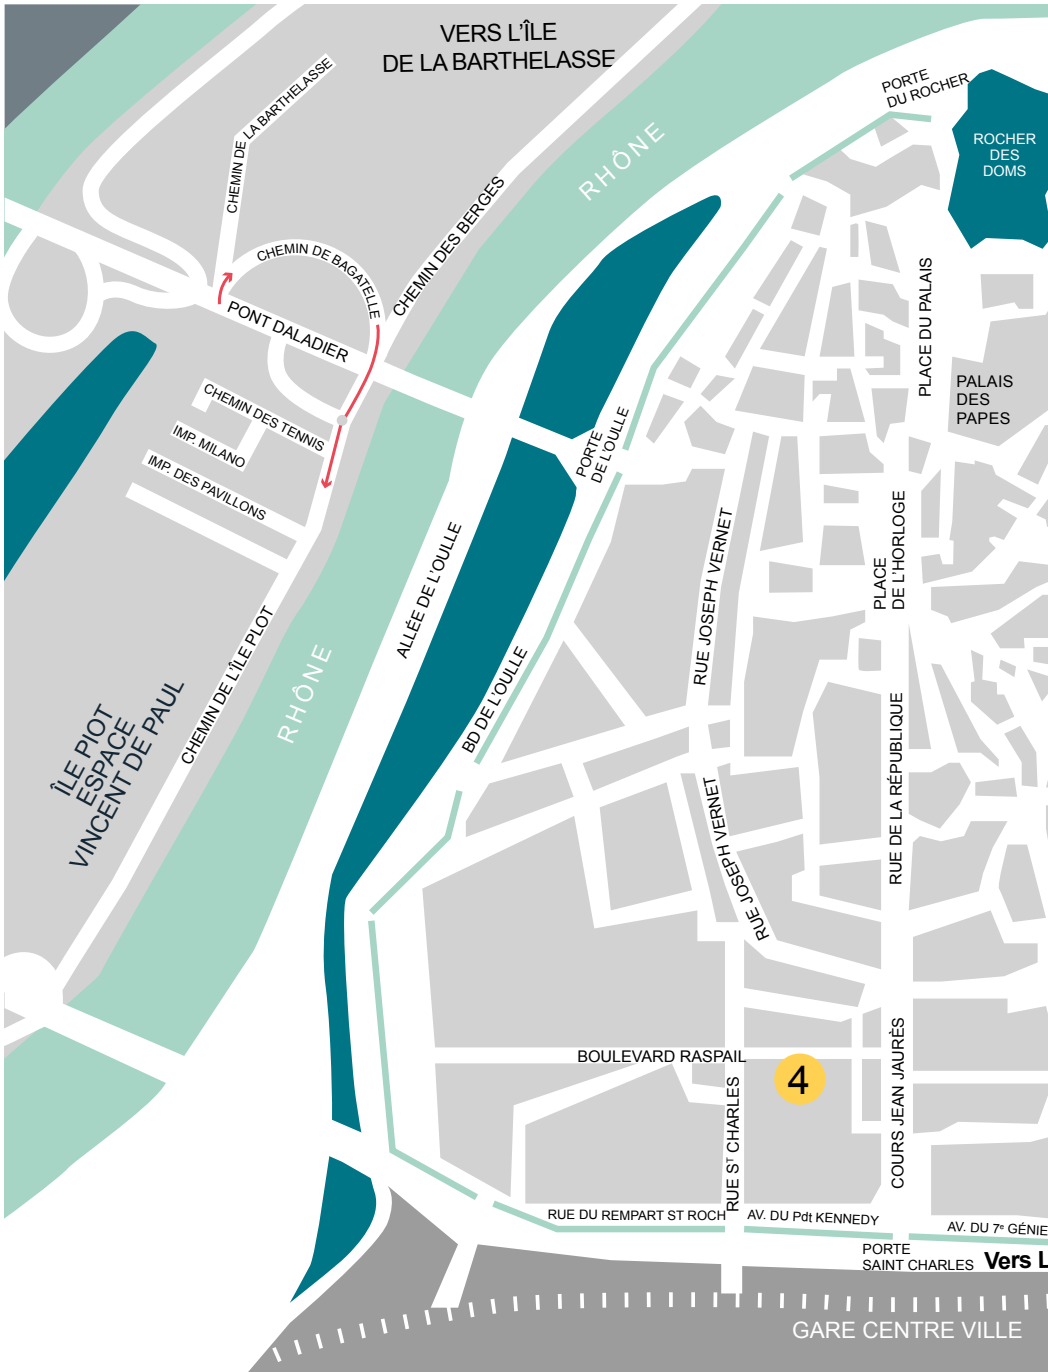 VERS L'ÎLE
DE LA BARTHELASSE
PORTE
DU ROCHER
ROCHER
DES
DOMS
RHÔNE
CHEMIN DE LA BARTHELASSE
CHEMIN DES BERGES
CHEMIN DE BAGATELLE
PONT DALADIER
PLACE DU PALAIS
PALAIS
DES
PAPES
CHEMIN DES TENNIS
IMP. MILANO
IMP. DES PAVILLONS
PORTE
DE L'OULLE
ALLÉE DE L'OULLE
RUE JOSEPH VERNET
PLACE
DE L'HORLOGE
CHEMIN DE L'ÎLE PLOT
RHÔNE
BD DE L'OULLE
ÎLE PIOT
ESPACE
VINCENT DE PAUL
RUE DE LA RÉPUBLIQUE
RUE JOSEPH VERNET
BOULEVARD RASPAIL
4
COURS JEAN JAURÈS
RUE Sᵀ CHARLES
RUE DU REMPART ST ROCH
AV. DU Pdt KENNEDY
AV. DU 7ᵉ GÉNIE
PORTE
SAINT CHARLES
Vers L
GARE CENTRE VILLE